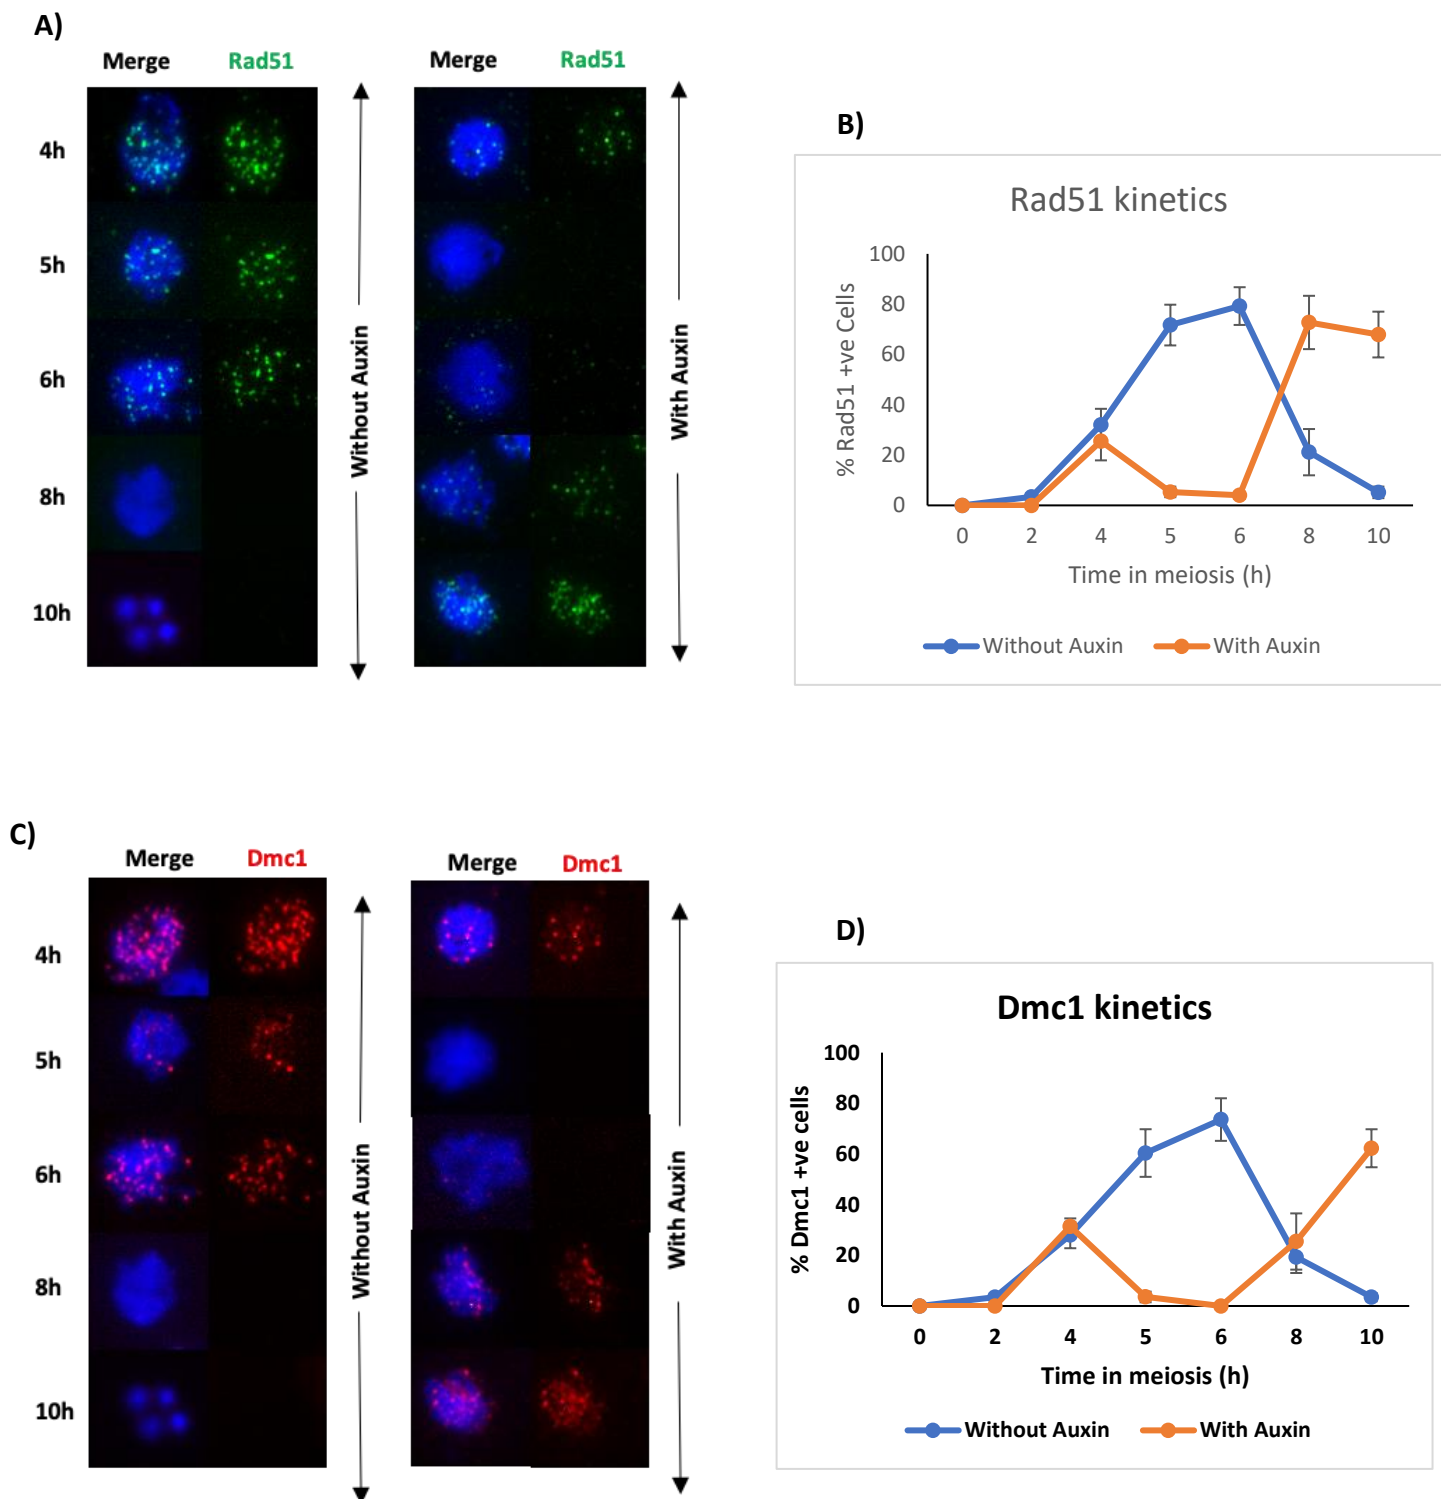 A)
Merge Rad51
Merge Rad51
4h
5h
6h
8h
10h
Without Auxin
With Auxin
B)
Rad51 kinetics
% Rad51 +ve Cells
100
80
60
40
20
0
0 2 4 5 6 8 10
Time in meiosis (h)
Without Auxin With Auxin
C)
Merge Dmc1
Merge Dmc1
4h
5h
6h
8h
10h
Without Auxin
With Auxin
D)
Dmc1 kinetics
% Dmc1 +ve cells
100
80
60
40
20
0
0 2 4 5 6 8 10
Time in meiosis (h)
Without Auxin With Auxin